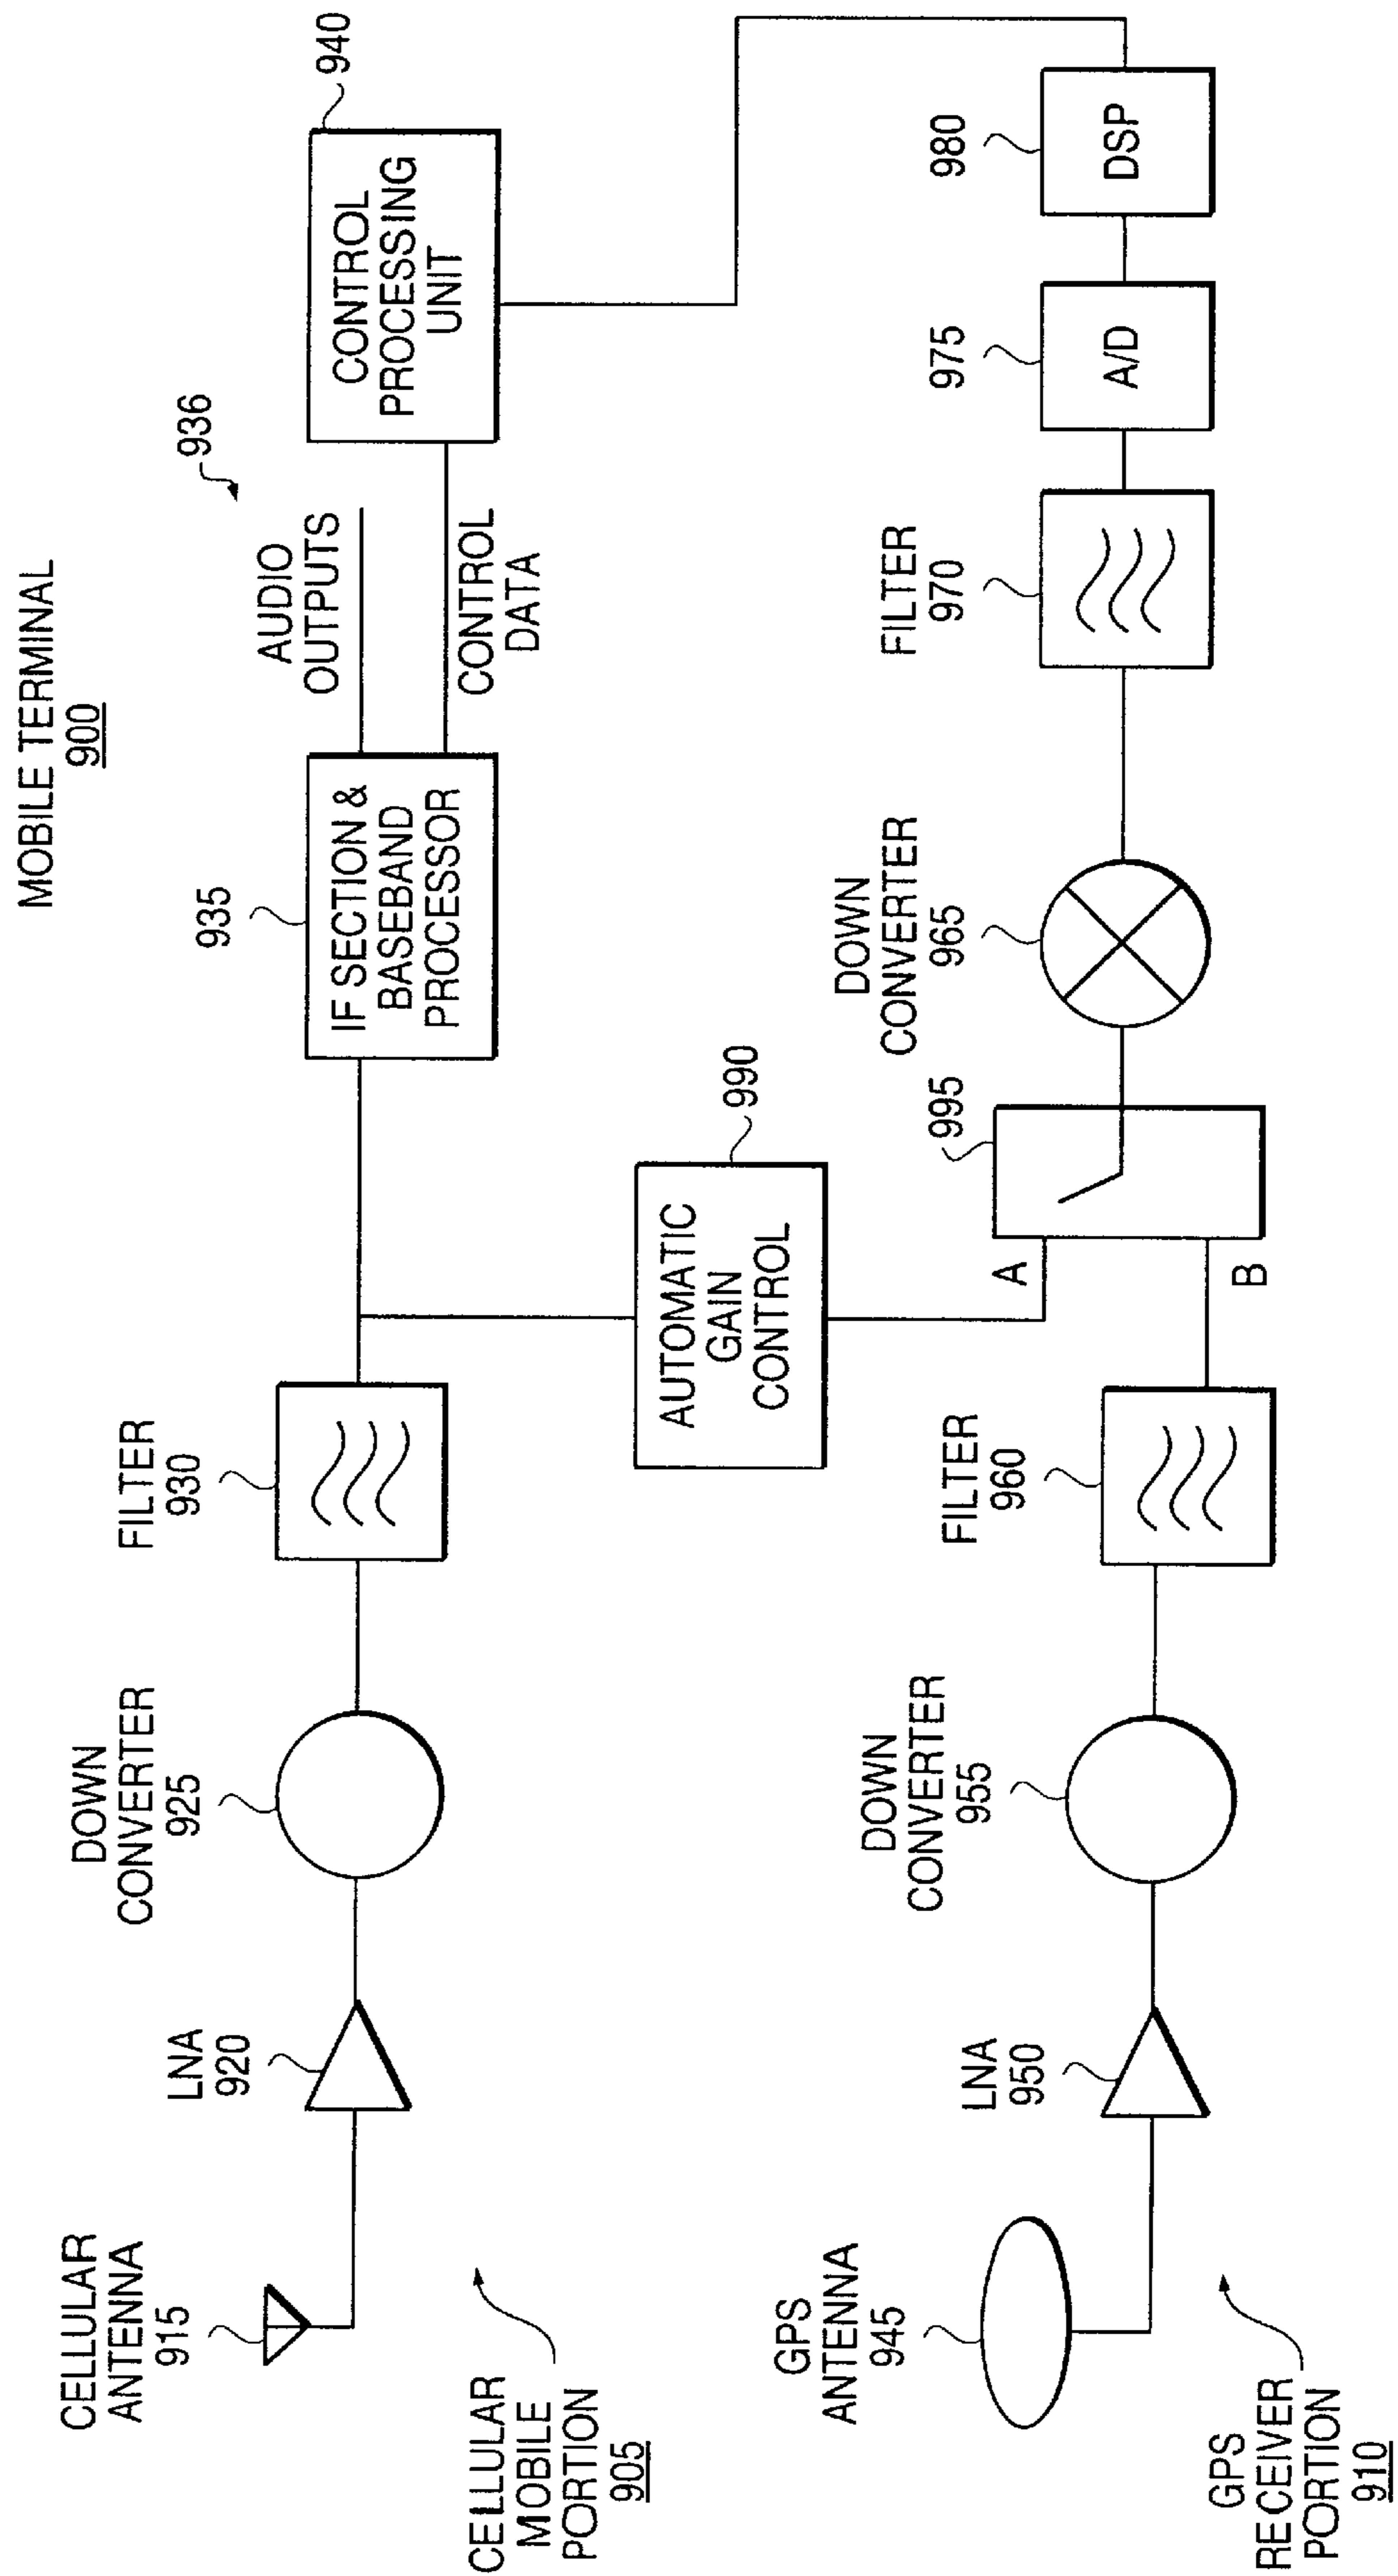 MOBILE TERMINAL
900
CELLULAR
ANTENNA
915
LNA
920
DOWN
CONVERTER
925
FILTER
930
935
IF SECTION &
BASEBAND
PROCESSOR
936
AUDIO
OUTPUTS
CONTROL
DATA
940
CONTROL
PROCESSING
UNIT
CELLULAR
MOBILE
PORTION
905
990
AUTOMATIC
GAIN
CONTROL
GPS
ANTENNA
945
LNA
950
DOWN
CONVERTER
955
FILTER
960
A
B
995
DOWN
CONVERTER
965
FILTER
970
975
A/D
980
DSP
GPS
RECEIVER
PORTION
910